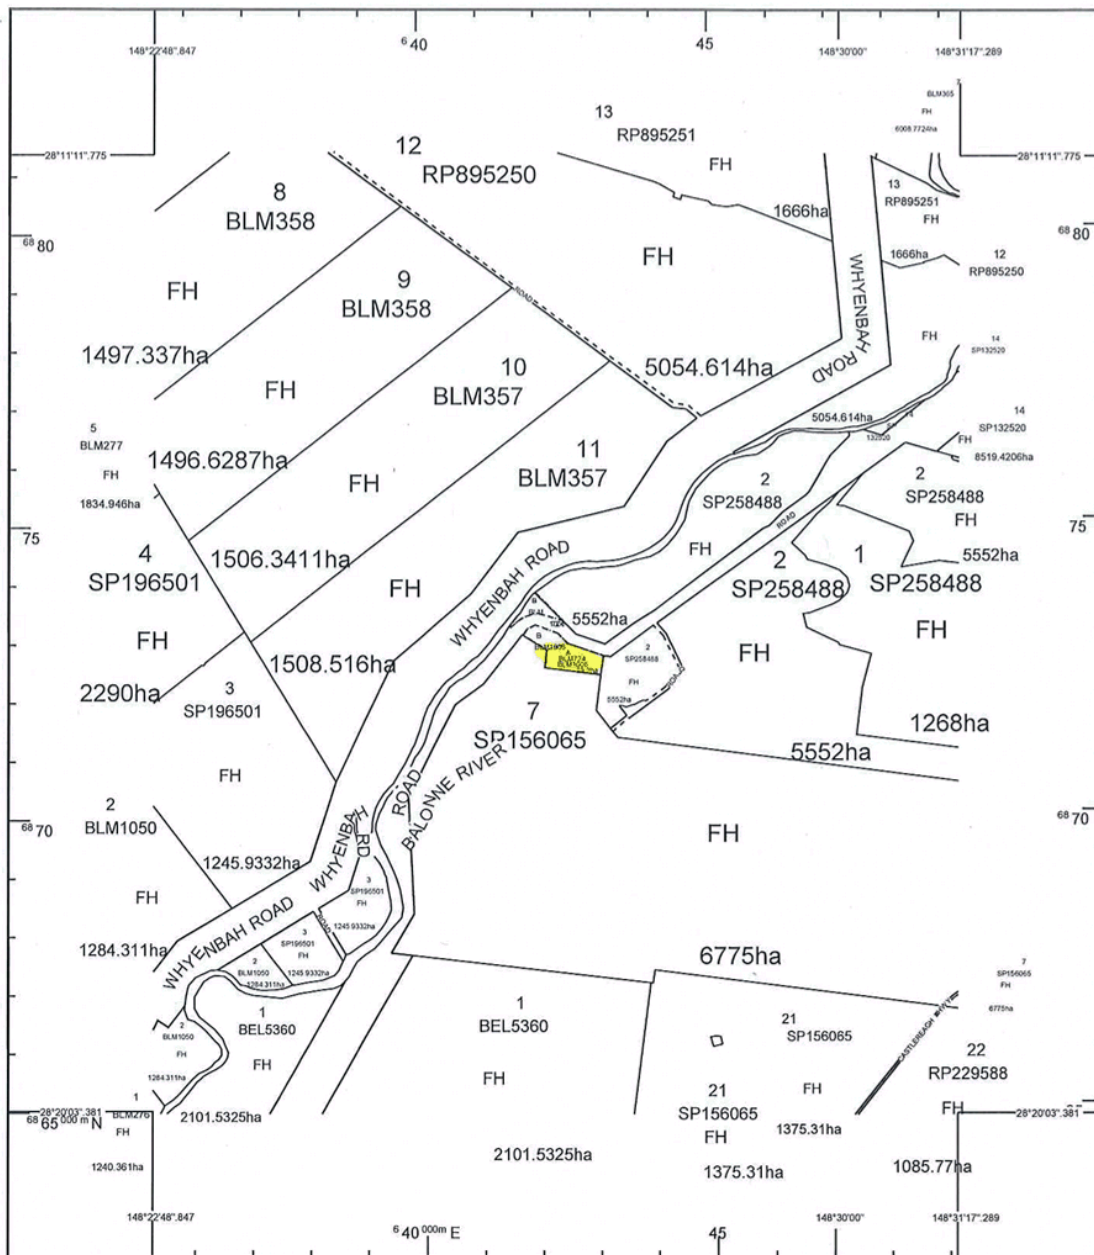 6 40
45
148°22'48".847
148°30'00"
148°31'17".289
BLM365
FH
6008.7724ha
28°11'11".775
28°11'11".775
13
RP895251
FH
1666ha
12
RP895250
FH
5054.614ha
8
BLM358
FH
1497.337ha
13
RP895251
FH
1666ha
12
RP895250
FH
68 80
68 80
9
BLM358
FH
1496.6287ha
ROAD
WHYENBAH ROAD
14
SP132520
10
BLM357
FH
1506.3411ha
5054.614ha
14
132520
14
SP132520
FH
8519.4206ha
5
BLM277
FH
1834.946ha
11
BLM357
FH
1508.516ha
2
SP258488
FH
5552ha
ROAD
2
SP258488
FH
5552ha
75
75
4
SP196501
FH
2290ha
WHYENBAH ROAD
2
SP258488
FH
5552ha
1
SP258488
FH
1268ha
B
B
A
BLM774
2
SP258488
FH
5552ha
ROAD
3
SP196501
FH
1245.9332ha
7
SP156065
FH
6775ha
BALONNE RIVER
ROAD
WHYENBAH RD
2
BLM1050
FH
1284.311ha
68 70
68 70
3
SP196501
FH
1245.9332ha
WHYENBAH ROAD
ROAD
3
SP196501
FH
1245.9332ha
2
BLM1050
1284.311ha
7
SP156065
FH
6775ha
1
BEL5360
FH
2101.5325ha
1
BEL5360
FH
2101.5325ha
21
SP156065
FH
1375.31ha
CASTLEREAGH HWY
22
RP229588
FH
1085.77ha
2
BLM1050
FH
1284.311ha
21
SP156065
FH
1375.31ha
1
BLM276
FH
1240.361ha
28°20'03".381
28°20'03".381
68 65 000 m N
148°22'48".847
148°30'00"
148°31'17".289
6 40 000m E
45